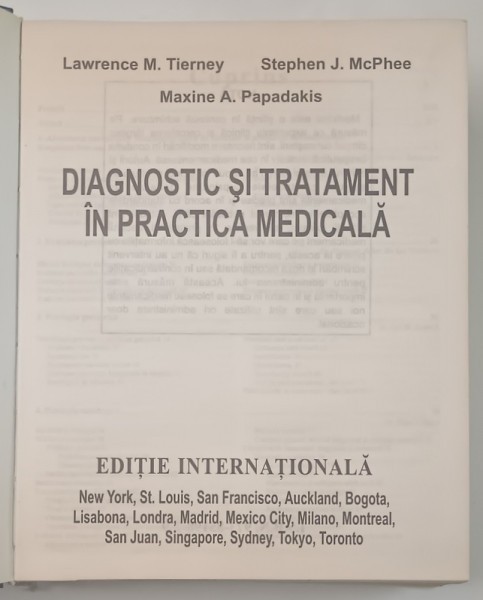 Lawrence M. Tierney Stephen J. McPhee
Maxine A. Papadakis
DIAGNOSTIC ŞI TRATAMENT
ÎN PRACTICA MEDICALĂ
EDIŢIE INTERNAŢIONALĂ
New York, St. Louis, San Francisco, Auckland, Bogota,
Lisabona, Londra, Madrid, Mexico City, Milano, Montreal,
San Juan, Singapore, Sydney, Tokyo, Toronto